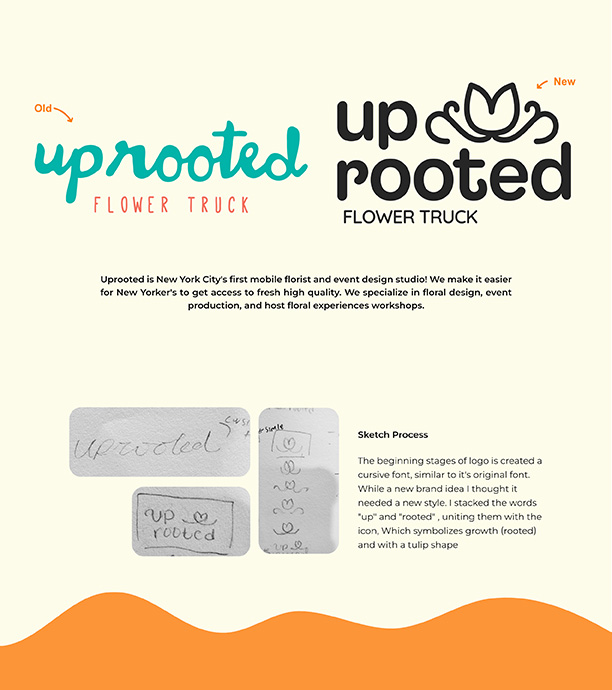 Old
New
uprooted
FLOWER TRUCK
up
rooted
FLOWER TRUCK
Uprooted is New York City's first mobile florist and event design studio! We make it easier
for New Yorker's to get access to fresh high quality. We specialize in floral design, event
production, and host floral experiences workshops.
uprooted
up
rooted
up
Sketch Process
The beginning stages of logo is created a
cursive font, similar to it's original font.
While a new brand idea I thought it
needed a new style. I stacked the words
"up" and "rooted" , uniting them with the
icon, Which symbolizes growth (rooted)
and with a tulip shape